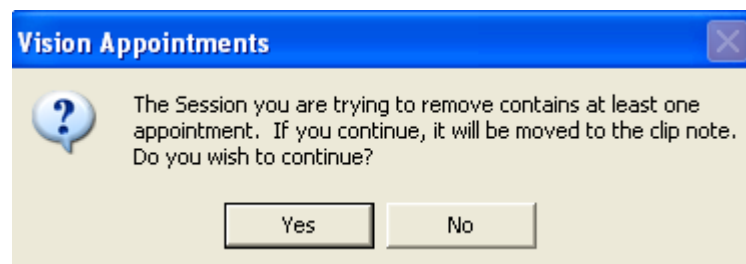 Vision Appointments
The Session you are trying to remove contains at least one
appointment.  If you continue, it will be moved to the clip note.
Do you wish to continue?
Yes No